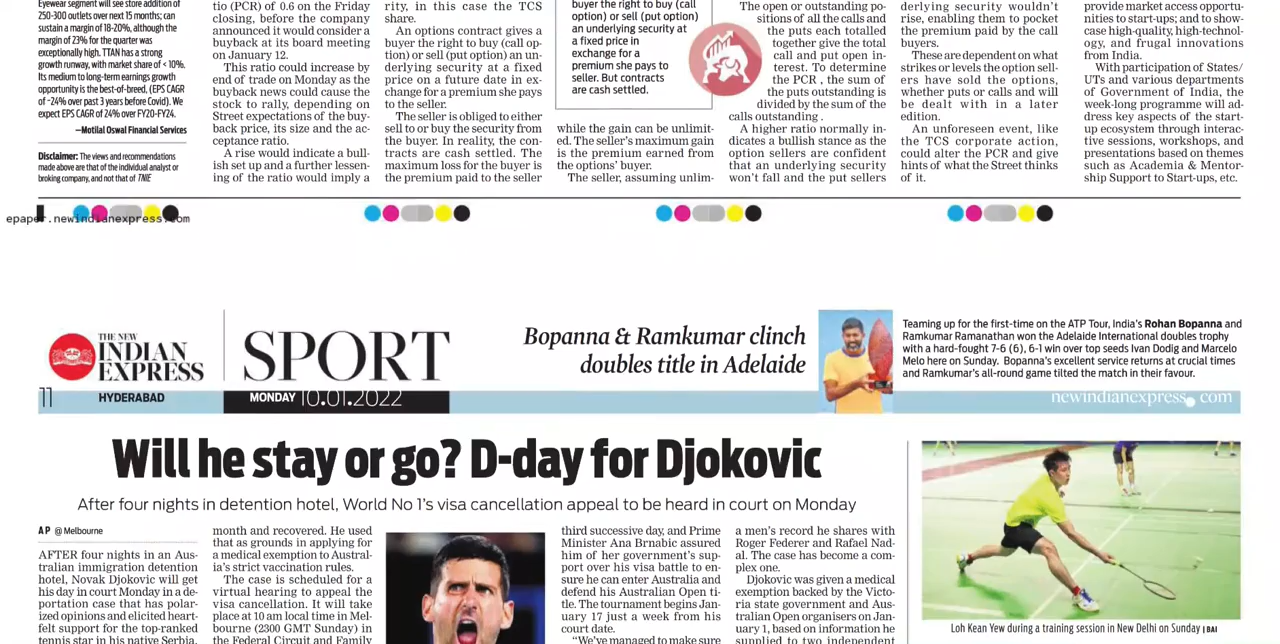 Eyewear segment will see store addition of
250-300 outlets over next 15 months; can
sustain a margin of 18-20%, although the
margin of 23% for the quarter was
exceptionally high. TTAN has a strong
growth runway, with market share of < 10%.
Its medium to long-term earnings growth
opportunity is the best-of-breed, (EPS CAGR
of ~24% over past 3 years before Covid). We
expect EPS CAGR of 24% over FY20-FY24.
—Motilal Oswal Financial Services
Disclaimer: The views and recommendations
made above are that of the individual analyst or
broking company, and not that of TNIE
tio (PCR) of 0.6 on the Friday
closing, before the company
announced it would consider a
buyback at its board meeting
on January 12.
This ratio could increase by
end of trade on Monday as the
buyback news could cause the
stock to rally, depending on
Street expectations of the buy-
back price, its size and the ac-
ceptance ratio.
A rise would indicate a bull-
ish set up and a further lessen-
ing of the ratio would imply a
rity, in this case the TCS
share.
An options contract gives a
buyer the right to buy (call op-
tion) or sell (put option) an un-
derlying security at a fixed
price on a future date in ex-
change for a premium she pays
to the seller.
The seller is obliged to either
sell to or buy the security from
the buyer. In reality, the con-
tracts are cash settled. The
maximum loss for the buyer is
the premium paid to the seller
buyer the right to buy (call
option) or sell (put option)
an underlying security at
a fixed price in
exchange for a
premium she pays to
seller. But contracts
are cash settled.
while the gain can be unlimit-
ed. The seller's maximum gain
is the premium earned from
the options' buyer.
The seller, assuming unlim-
The open or outstanding po-
sitions of all the calls and
the puts each totalled
together give the total
call and put open in-
terest. To determine
the PCR , the sum of
the puts outstanding is
divided by the sum of the
calls outstanding .
A higher ratio normally in-
dicates a bullish stance as the
option sellers are confident
that an underlying security
won't fall and the put sellers
derlying security wouldn't
rise, enabling them to pocket
the premium paid by the call
buyers.
These are dependent on what
strikes or levels the option sell-
ers have sold the options,
whether puts or calls and will
be dealt with in a later
edition.
An unforeseen event, like
the TCS corporate action,
could alter the PCR and give
hints of what the Street thinks
of it.
provide market access opportu-
nities to start-ups; and to show-
case high-quality, high-technol-
ogy, and frugal innovations
from India.
With participation of States/
UTs and various departments
of Government of India, the
week-long programme will ad-
dress key aspects of the start-
up ecosystem through interac-
tive sessions, workshops, and
presentations based on themes
such as Academia & Mentor-
ship Support to Start-ups, etc.
epaper.newindianexpress.com
THE NEW
INDIAN
EXPRESS
SPORT
Bopanna & Ramkumar clinch
doubles title in Adelaide
Teaming up for the first-time on the ATP Tour, India's Rohan Bopanna and
Ramkumar Ramanathan won the Adelaide International doubles trophy
with a hard-fought 7-6 (6), 6-1 win over top seeds Ivan Dodig and Marcelo
Melo here on Sunday. Bopanna's excellent service returns at crucial times
and Ramkumar's all-round game tilted the match in their favour.
11
HYDERABAD
MONDAY 10.01.2022
newindianexpress.com
Will he stay or go? D-day for Djokovic
After four nights in detention hotel, World No 1's visa cancellation appeal to be heard in court on Monday
AP @ Melbourne
AFTER four nights in an Aus-
tralian immigration detention
hotel, Novak Djokovic will get
his day in court Monday in a de-
portation case that has polar-
ized opinions and elicited heart-
felt support for the top-ranked
tennis star in his native Serbia.
month and recovered. He used
that as grounds in applying for
a medical exemption to Austral-
ia's strict vaccination rules.
The case is scheduled for a
virtual hearing to appeal the
visa cancellation. It will take
place at 10 am local time in Mel-
bourne (2300 GMT Sunday) in
the Federal Circuit and Family
third successive day, and Prime
Minister Ana Brnabic assured
him of her government's sup-
port over his visa battle to en-
sure he can enter Australia and
defend his Australian Open ti-
tle. The tournament begins Jan-
uary 17 just a week from his
court date.
"We've managed to make sure
a men's record he shares with
Roger Federer and Rafael Nad-
al. The case has become a com-
plex one.
Djokovic was given a medical
exemption backed by the Victo-
ria state government and Aus-
tralian Open organisers on Jan-
uary 1, based on information he
supplied to two independent
Loh Kean Yew during a training session in New Delhi on Sunday | BAI